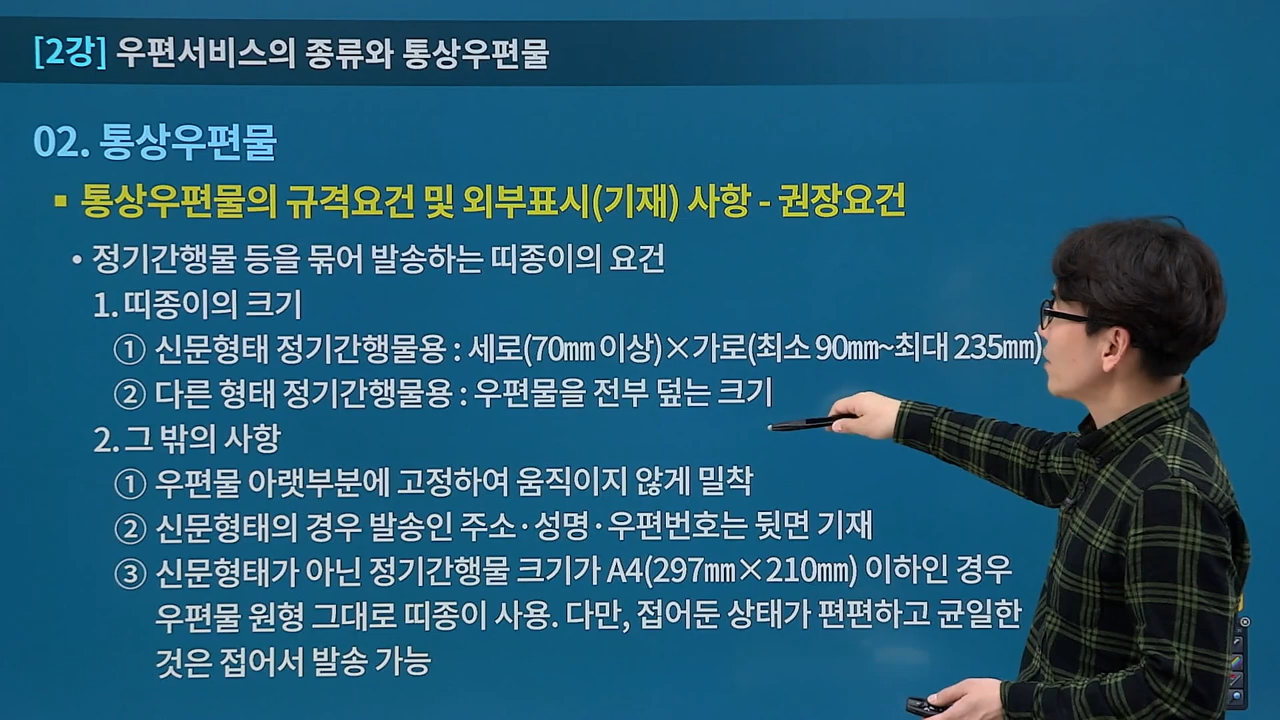 [2강] 우편서비스의 종류와 통상우편물
02. 통상우편물
▪ 통상우편물의 규격요건 및 외부표시(기재) 사항 - 권장요건
• 정기간행물 등을 묶어 발송하는 띠종이의 요건
1. 띠종이의 크기
① 신문형태 정기간행물용 : 세로(70㎜ 이상)×가로(최소 90㎜~최대 235㎜)
② 다른 형태 정기간행물용 : 우편물을 전부 덮는 크기
2. 그 밖의 사항
① 우편물 아랫부분에 고정하여 움직이지 않게 밀착
② 신문형태의 경우 발송인 주소·성명·우편번호는 뒷면 기재
③ 신문형태가 아닌 정기간행물 크기가 A4(297㎜×210㎜) 이하인 경우
우편물 원형 그대로 띠종이 사용. 다만, 접어둔 상태가 편편하고 균일한
것은 접어서 발송 가능